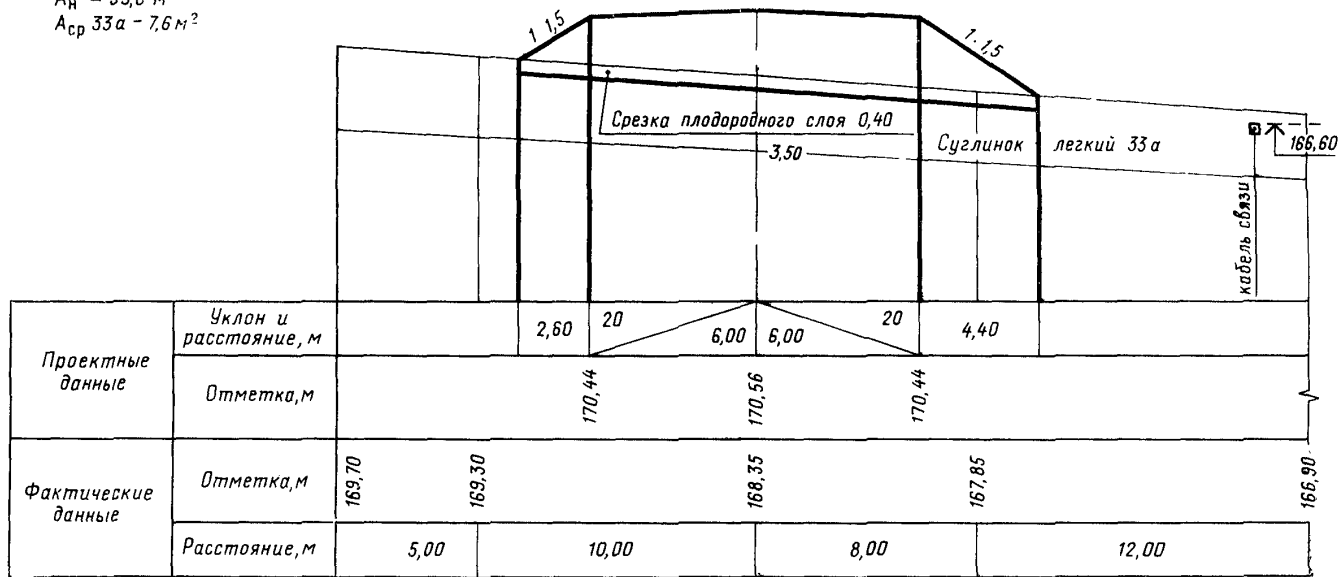 Aср 33а - 7,6 м²
1 1,5
1.1,5
Срезка плодородного слоя 0,40
3,50
Суглинок легкий 33а
166,60
кабель связи
Проектные данные
Уклон и расстояние, м
2,60
20
6,00
6,00
20
4,40
Отметка, м
170,44
170,56
170,44
Фактические данные
Отметка, м
169,70
169,30
168,35
167,85
166,90
Расстояние, м
5,00
10,00
8,00
12,00